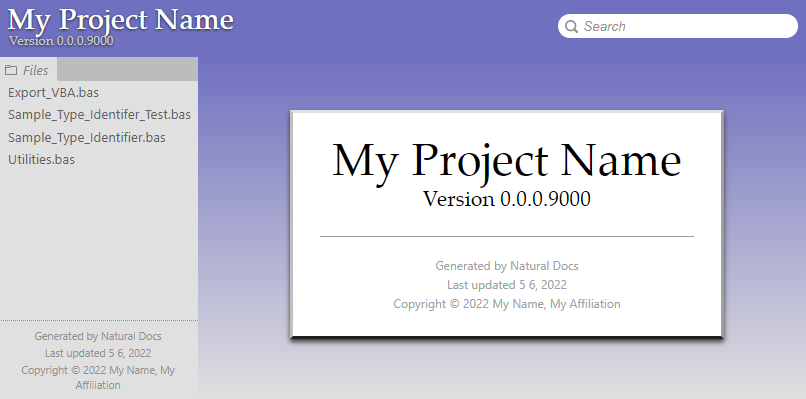 My Project Name
Version 0.0.0.9000
Search
Files
Export_VBA.bas
Sample_Type_Identifer_Test.bas
Sample_Type_Identifier.bas
Utilities.bas
My Project Name
Version 0.0.0.9000
Generated by Natural Docs
Last updated 5 6, 2022
Copyright © 2022 My Name, My Affiliation
Generated by Natural Docs
Last updated 5 6, 2022
Copyright © 2022 My Name, My
Affiliation